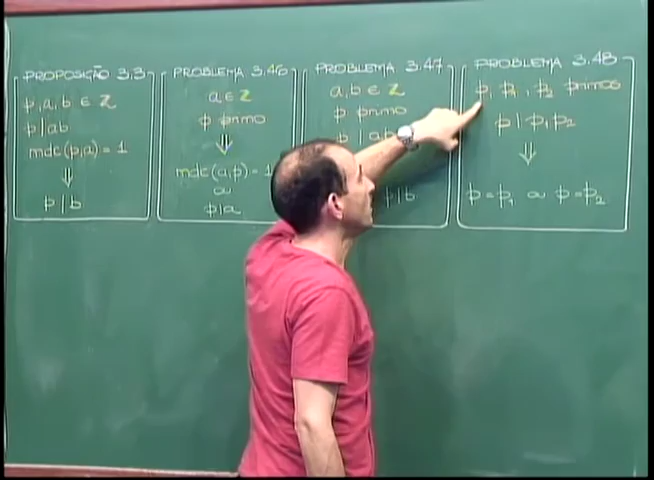 PROPOSIÇÃO 3.3
p,a,b ∈ Z
p|ab
mdc(p,a) = 1
⇓
p|b
PROBLEMA 3.46
a ∈ Z
p primo
⇓
mdc(a,p) = 1
ou
p|a
PROBLEMA 3.47
a,b ∈ Z
p primo
p|ab
p|b
PROBLEMA 3.48
p, p₁, p₂ primos
p|p₁p₂
⇓
p=p₁ ou p=p₂